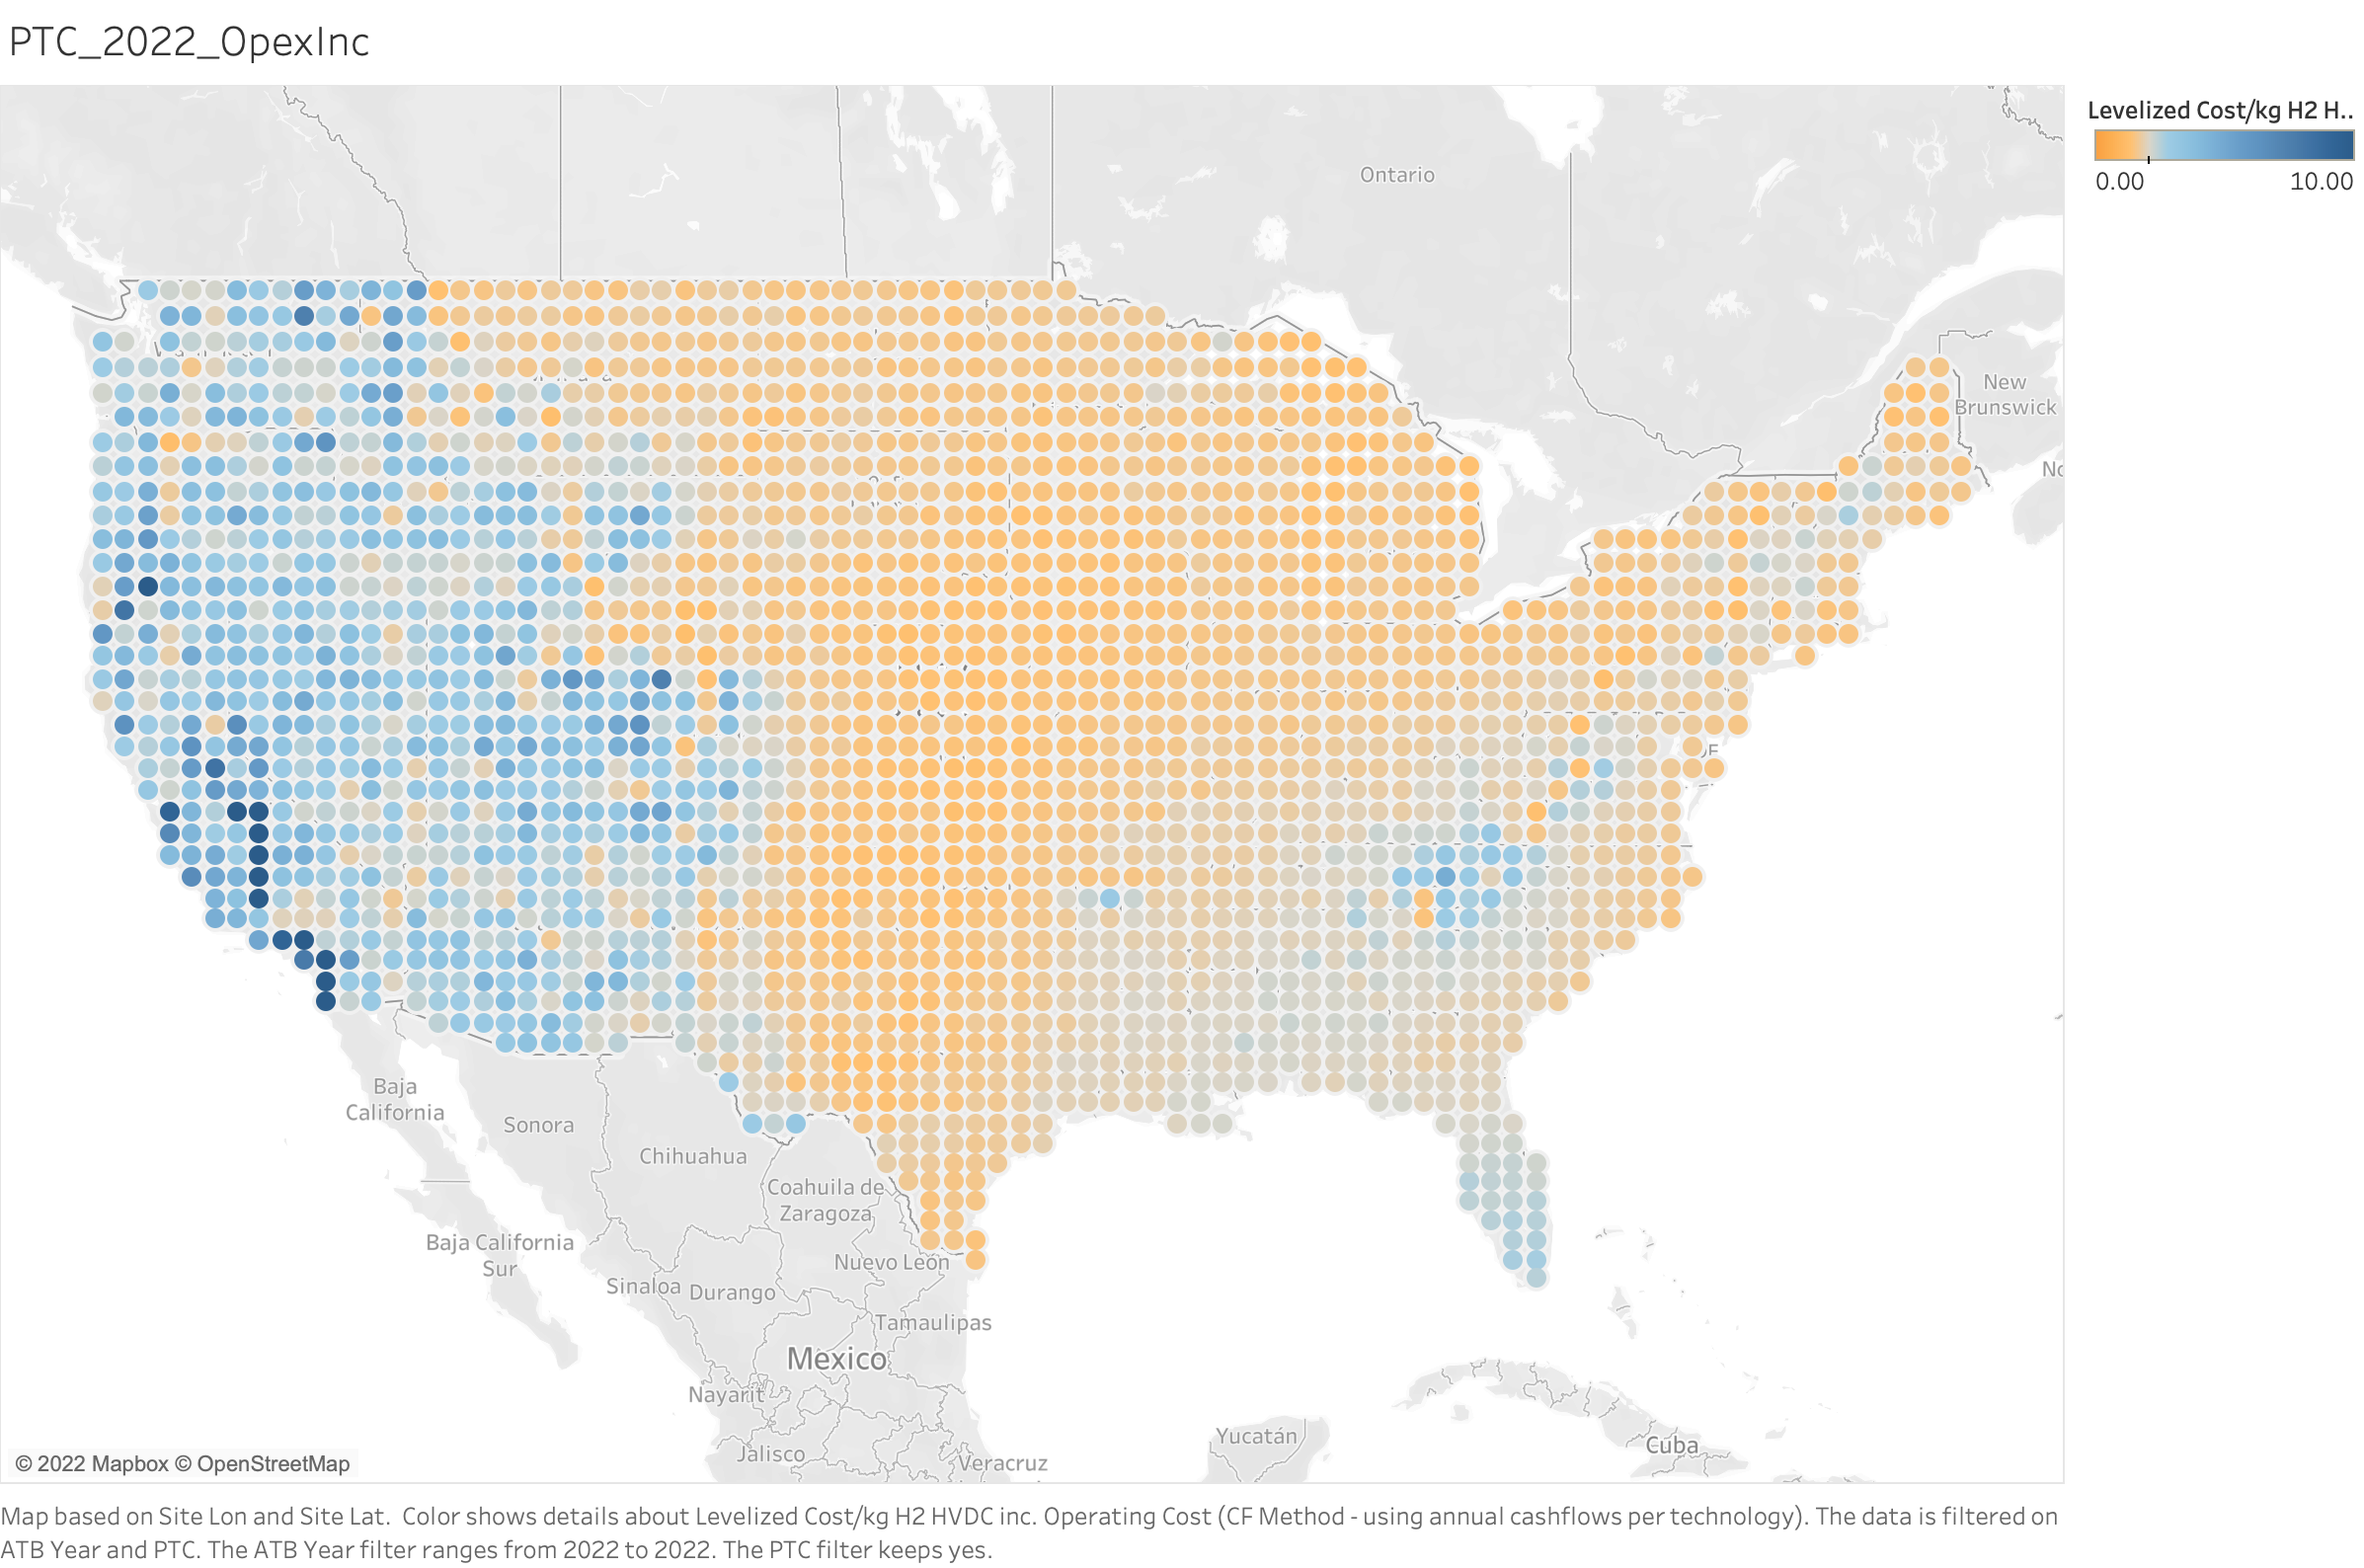 PTC_2022_OpexInc
Levelized Cost/kg H2 H..
0.00
10.00
Ontario
New
Brunswick
Baja
California
Sonora
Chihuahua
Coahuila de
Zaragoza
Baja California
Sur
Nuevo León
Sinaloa
Durango
Tamaulipas
Mexico
Nayarit
Jalisco
Veracruz
Yucatán
Cuba
© 2022 Mapbox © OpenStreetMap
Map based on Site Lon and Site Lat. Color shows details about Levelized Cost/kg H2 HVDC inc. Operating Cost (CF Method - using annual cashflows per technology). The data is filtered on
ATB Year and PTC. The ATB Year filter ranges from 2022 to 2022. The PTC filter keeps yes.